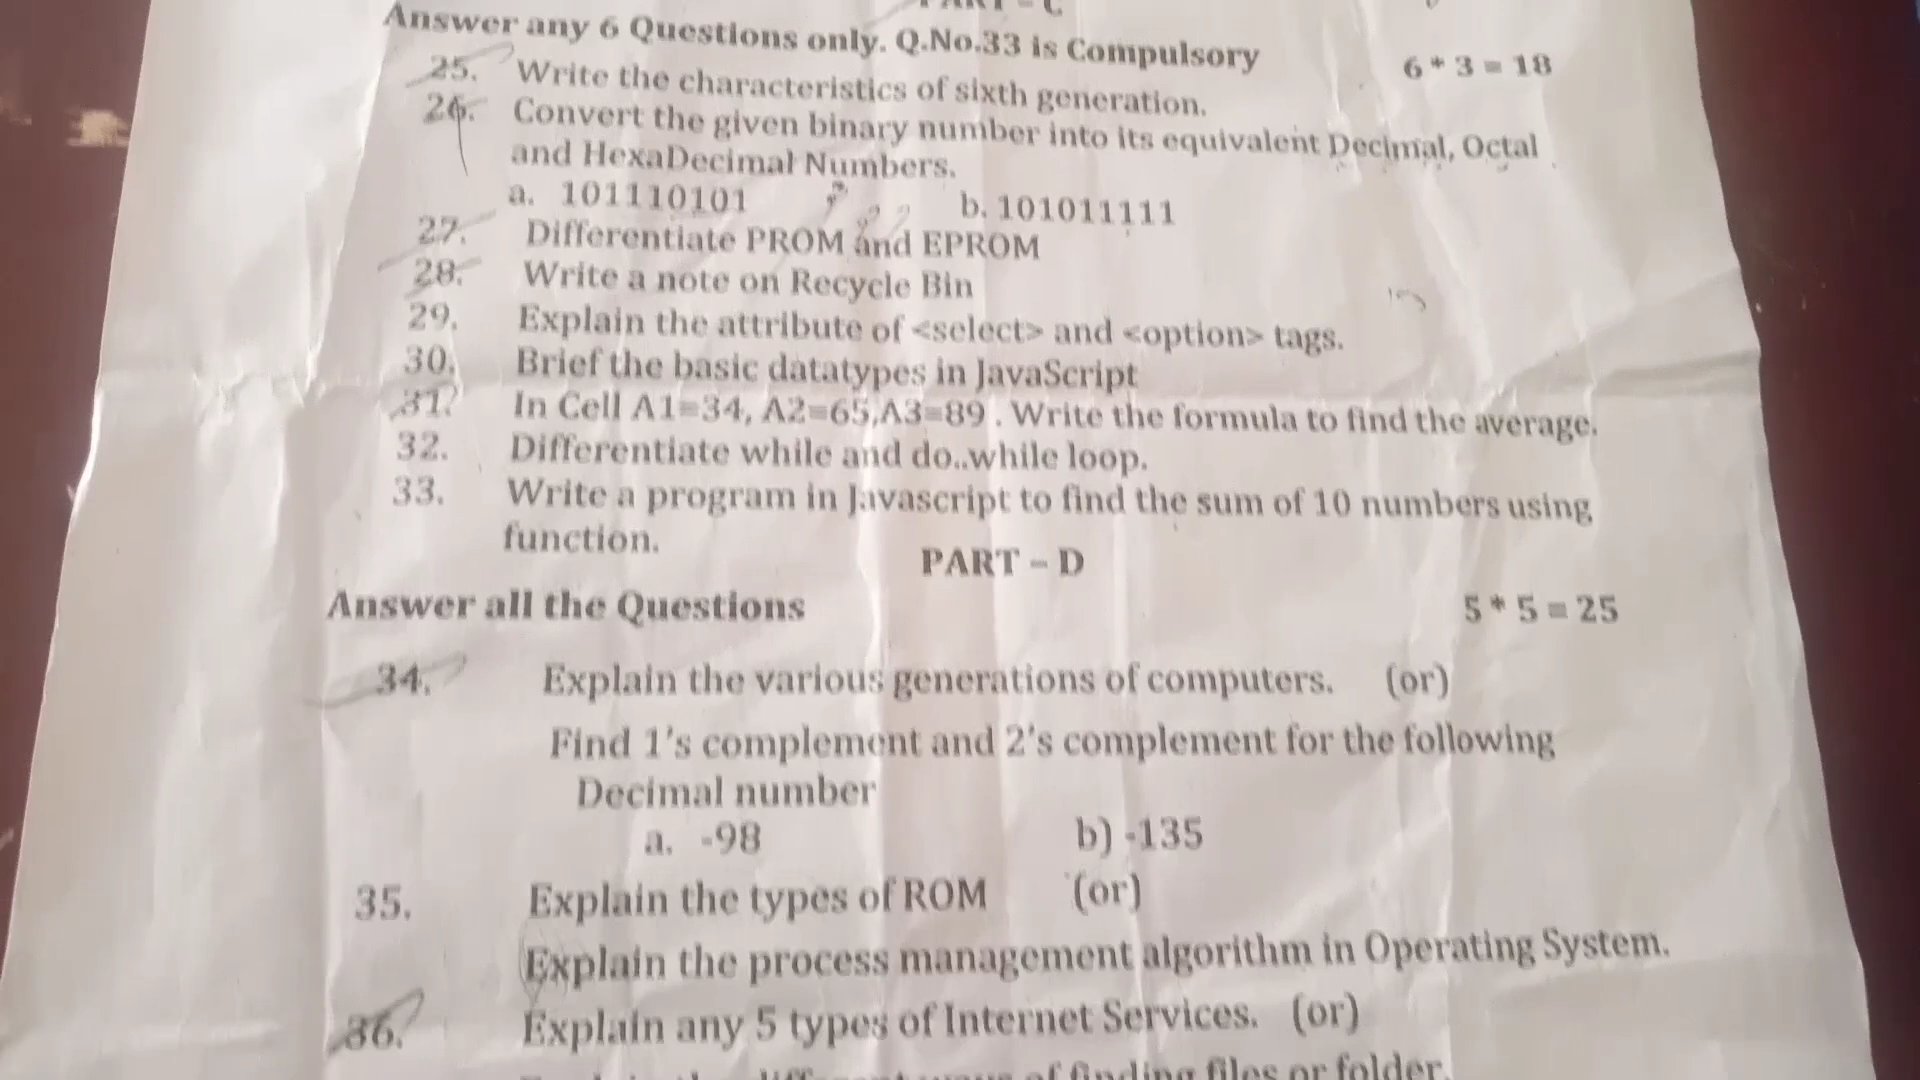 PART - C
Answer any 6 Questions only. Q.No.33 is Compulsory 6 * 3 = 18
25. Write the characteristics of sixth generation.
26. Convert the given binary number into its equivalent Decimal, Octal
and HexaDecimal Numbers.
a. 101110101 b. 101011111
27. Differentiate PROM and EPROM
28. Write a note on Recycle Bin
29. Explain the attribute of <select> and <option> tags.
30. Brief the basic datatypes in JavaScript
31. In Cell A1=34, A2=65,A3=89 . Write the formula to find the average.
32. Differentiate while and do..while loop.
33. Write a program in Javascript to find the sum of 10 numbers using
function.
PART - D
Answer all the Questions 5 * 5 = 25
34. Explain the various generations of computers. (or)
Find 1's complement and 2's complement for the following
Decimal number
a. -98 b) -135
35. Explain the types of ROM (or)
Explain the process management algorithm in Operating System.
36. Explain any 5 types of Internet Services. (or)
of finding files or folder.